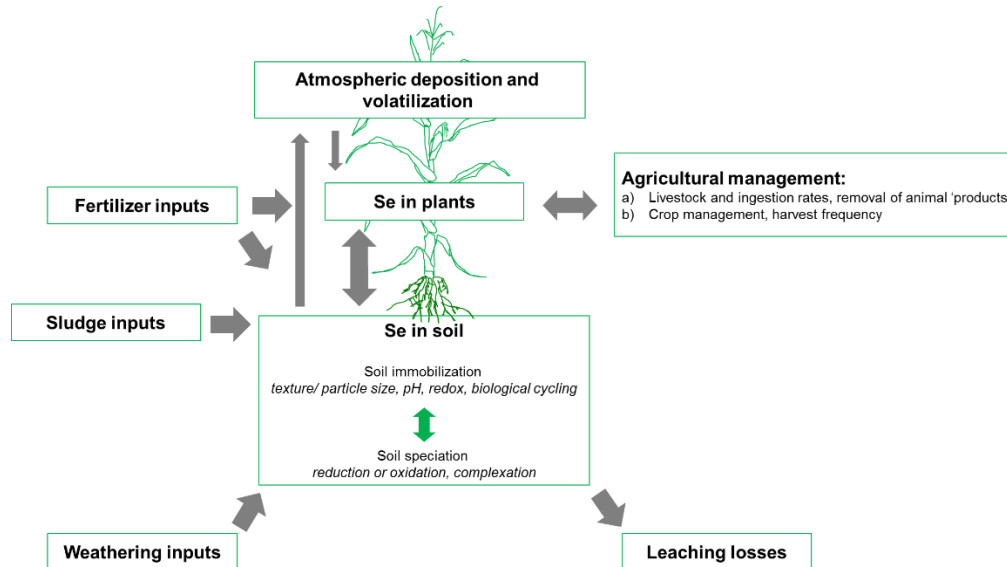 Atmospheric deposition and
volatilization
Fertilizer inputs
Se in plants
Agricultural management:
a) Livestock and ingestion rates, removal of animal 'products
b) Crop management, harvest frequency
Sludge inputs
Se in soil
Soil immobilization
texture/ particle size, pH, redox, biological cycling
Soil speciation
reduction or oxidation, complexation
Weathering inputs
Leaching losses